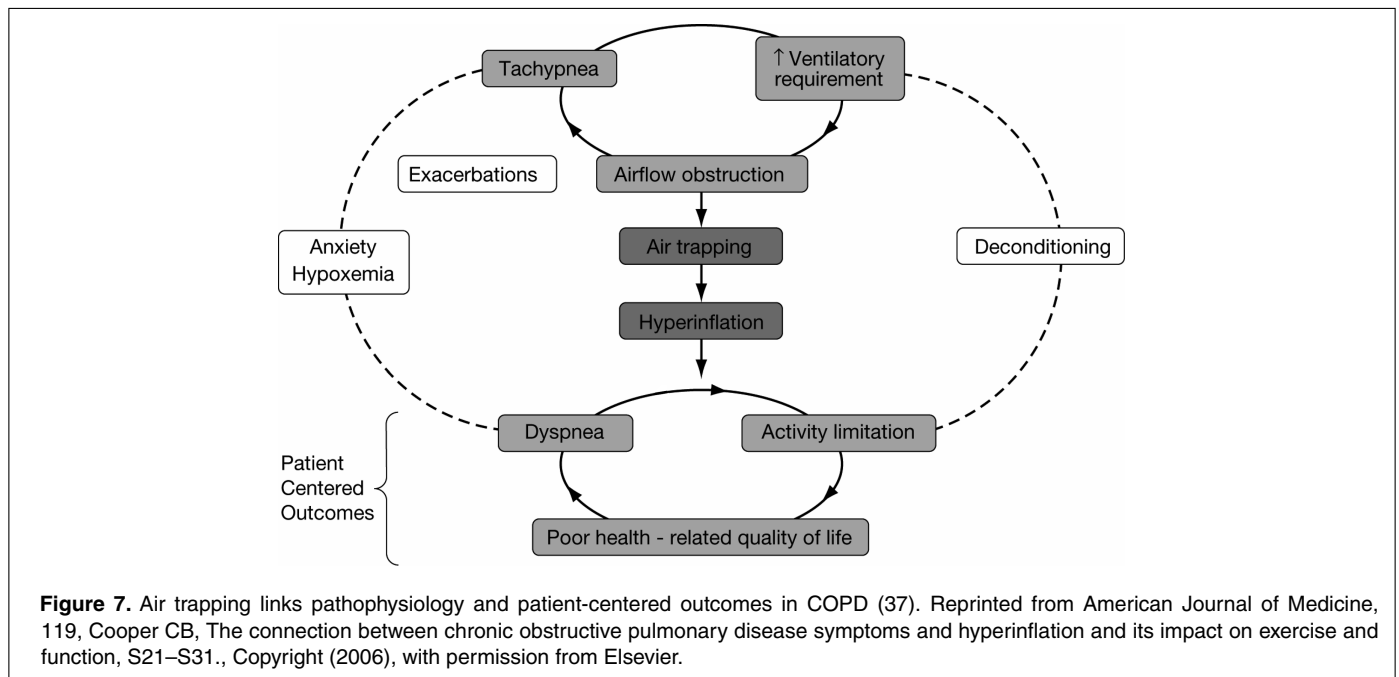 Tachypnea
↑ Ventilatory
requirement
Exacerbations
Airflow obstruction
Anxiety
Hypoxemia
Air trapping
Deconditioning
Hyperinflation
Dyspnea
Activity limitation
Patient
Centered
Outcomes
Poor health - related quality of life
Figure 7. Air trapping links pathophysiology and patient-centered outcomes in COPD (37). Reprinted from American Journal of Medicine,
119, Cooper CB, The connection between chronic obstructive pulmonary disease symptoms and hyperinflation and its impact on exercise and
function, S21–S31., Copyright (2006), with permission from Elsevier.